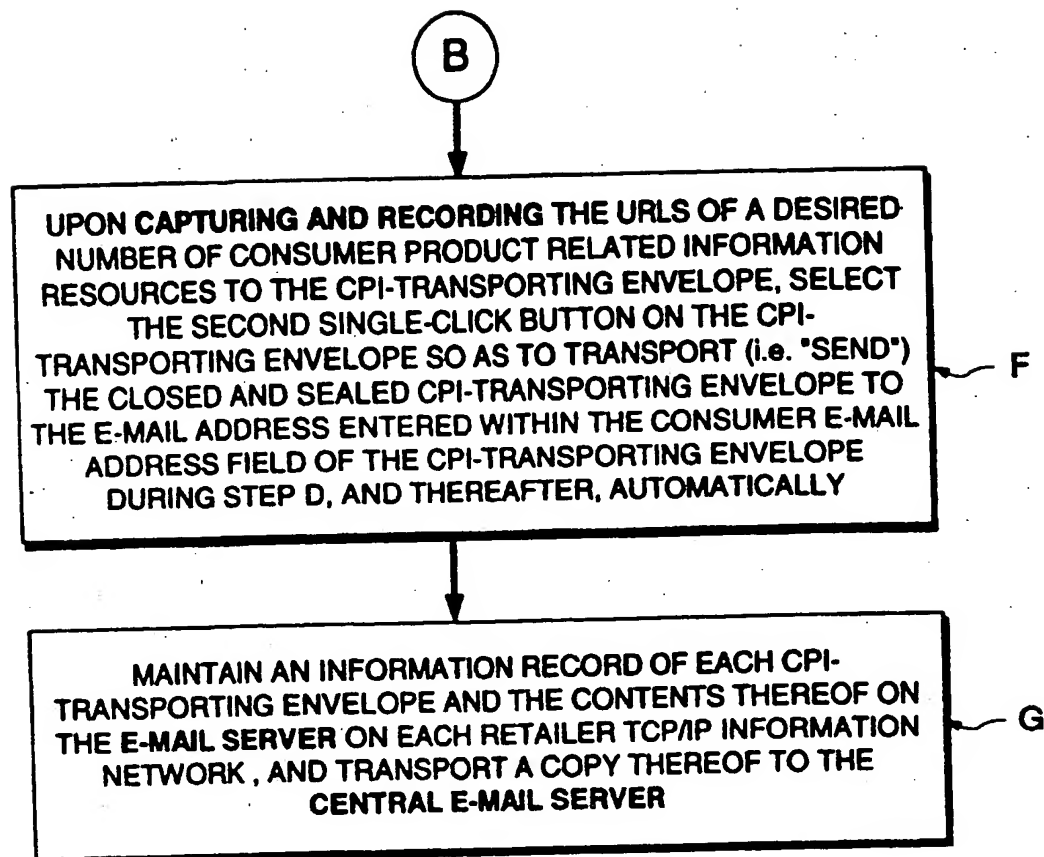 B
UPON CAPTURING AND RECORDING THE URLS OF A DESIRED
NUMBER OF CONSUMER PRODUCT RELATED INFORMATION
RESOURCES TO THE CPI-TRANSPORTING ENVELOPE, SELECT
THE SECOND SINGLE-CLICK BUTTON ON THE CPI-
TRANSPORTING ENVELOPE SO AS TO TRANSPORT (i.e. "SEND")
THE CLOSED AND SEALED CPI-TRANSPORTING ENVELOPE TO
THE E-MAIL ADDRESS ENTERED WITHIN THE CONSUMER E-MAIL
ADDRESS FIELD OF THE CPI-TRANSPORTING ENVELOPE
DURING STEP D, AND THEREAFTER, AUTOMATICALLY
F
MAINTAIN AN INFORMATION RECORD OF EACH CPI-
TRANSPORTING ENVELOPE AND THE CONTENTS THEREOF ON
THE E-MAIL SERVER ON EACH RETAILER TCP/IP INFORMATION
NETWORK , AND TRANSPORT A COPY THEREOF TO THE
CENTRAL E-MAIL SERVER
G